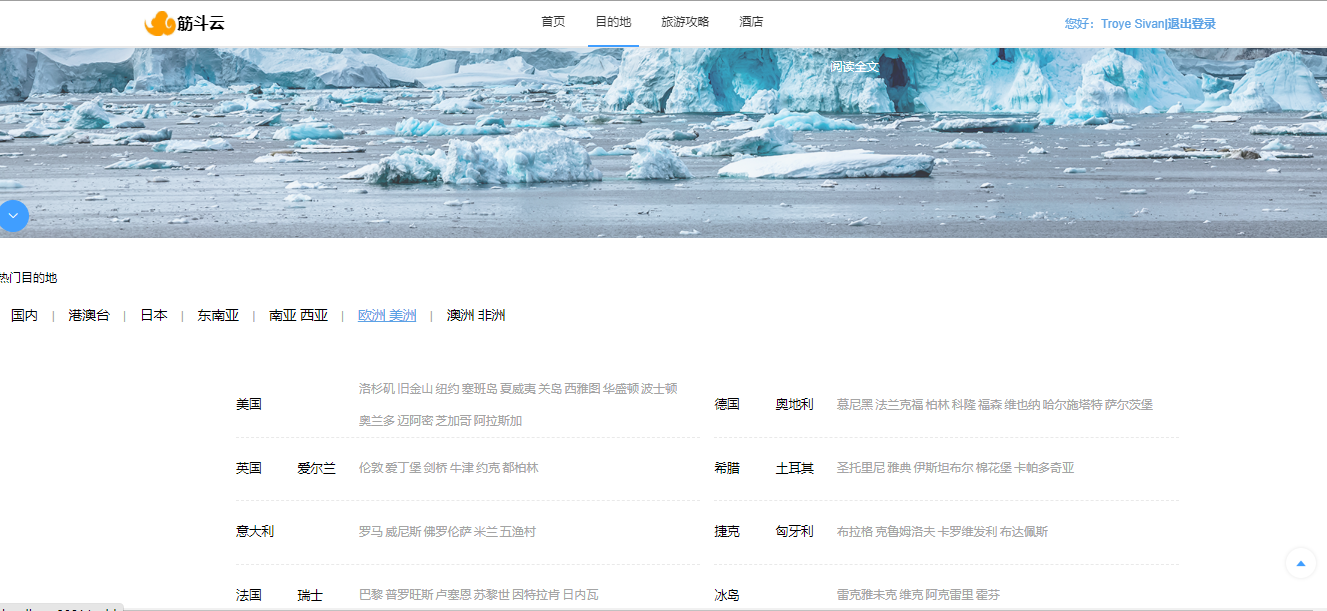 筋斗云 首页 目的地 旅游攻略 酒店 您好：Troye Sivan|退出登录
阅读全文
热门目的地
国内 | 港澳台 | 日本 | 东南亚 | 南亚 西亚 | 欧洲 美洲 | 澳洲 非洲
美国 洛杉矶 旧金山 纽约 塞班岛 夏威夷 关岛 西雅图 华盛顿 波士顿
奥兰多 迈阿密 芝加哥 阿拉斯加
德国 奥地利 慕尼黑 法兰克福 柏林 科隆 福森 维也纳 哈尔施塔特 萨尔茨堡
英国 爱尔兰 伦敦 爱丁堡 剑桥 牛津 约克 都柏林
希腊 土耳其 圣托里尼 雅典 伊斯坦布尔 棉花堡 卡帕多奇亚
意大利 罗马 威尼斯 佛罗伦萨 米兰 五渔村
捷克 匈牙利 布拉格 克鲁姆洛夫 卡罗维发利 布达佩斯
法国 瑞士 巴黎 普罗旺斯 卢塞恩 苏黎世 因特拉肯 日内瓦
冰岛 雷克雅未克 维克 阿克雷里 霍芬